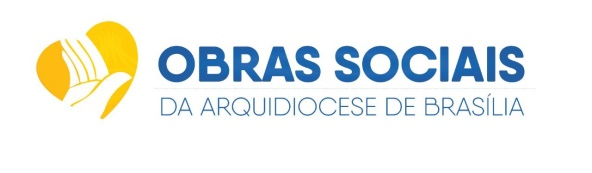 OBRAS SOCIAIS
DA ARQUIDIOCESE DE BRASÍLIA